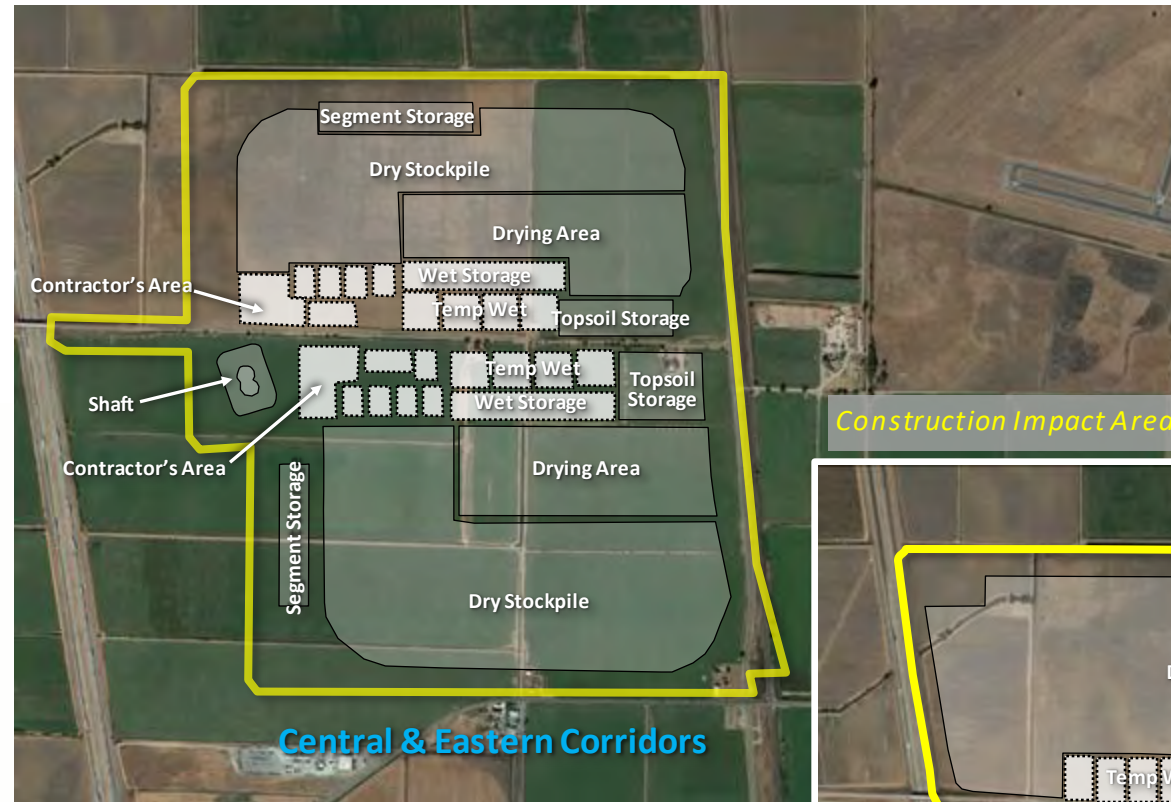 Segment Storage
Dry Stockpile
Drying Area
Wet Storage
Contractor's Area
Temp Wet
Topsoil Storage
Temp Wet
Topsoil
Storage
Shaft
Wet Storage
Construction Impact Area
Contractor's Area
Drying Area
Segment Storage
Dry Stockpile
Central & Eastern Corridors
Temp